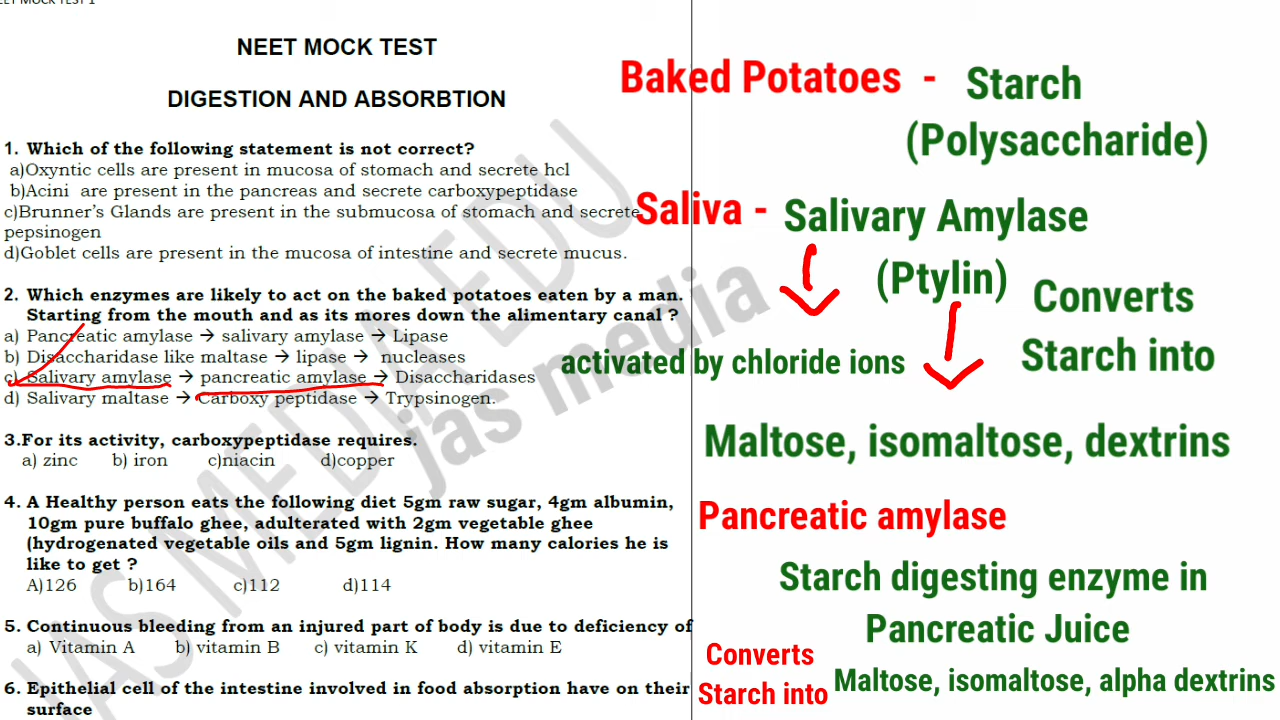 EET MOCK TEST 1
NEET MOCK TEST
DIGESTION AND ABSORBTION
1. Which of the following statement is not correct?
a)Oxyntic cells are present in mucosa of stomach and secrete hcl
b)Acini are present in the pancreas and secrete carboxypeptidase
c)Brunner's Glands are present in the submucosa of stomach and secrete
pepsinogen
d)Goblet cells are present in the mucosa of intestine and secrete mucus.
2. Which enzymes are likely to act on the baked potatoes eaten by a man.
Starting from the mouth and as its mores down the alimentary canal ?
a) Pancreatic amylase → salivary amylase → Lipase
b) Disaccharidase like maltase → lipase → nucleases
c) Salivary amylase → pancreatic amylase → Disaccharidases
d) Salivary maltase → Carboxy peptidase → Trypsinogen.
3.For its activity, carboxypeptidase requires.
a) zinc b) iron c)niacin d)copper
4. A Healthy person eats the following diet 5gm raw sugar, 4gm albumin,
10gm pure buffalo ghee, adulterated with 2gm vegetable ghee
(hydrogenated vegetable oils and 5gm lignin. How many calories he is
like to get ?
A)126 b)164 c)112 d)114
5. Continuous bleeding from an injured part of body is due to deficiency of
a) Vitamin A b) vitamin B c) vitamin K d) vitamin E
6. Epithelial cell of the intestine involved in food absorption have on their
surface
Baked Potatoes - Starch
(Polysaccharide)
Saliva - Salivary Amylase
(Ptylin)
Converts
Starch into
activated by chloride ions
Maltose, isomaltose, dextrins
Pancreatic amylase
Starch digesting enzyme in
Pancreatic Juice
Converts
Starch into Maltose, isomaltose, alpha dextrins
JAS MEDIA EDU
jas media